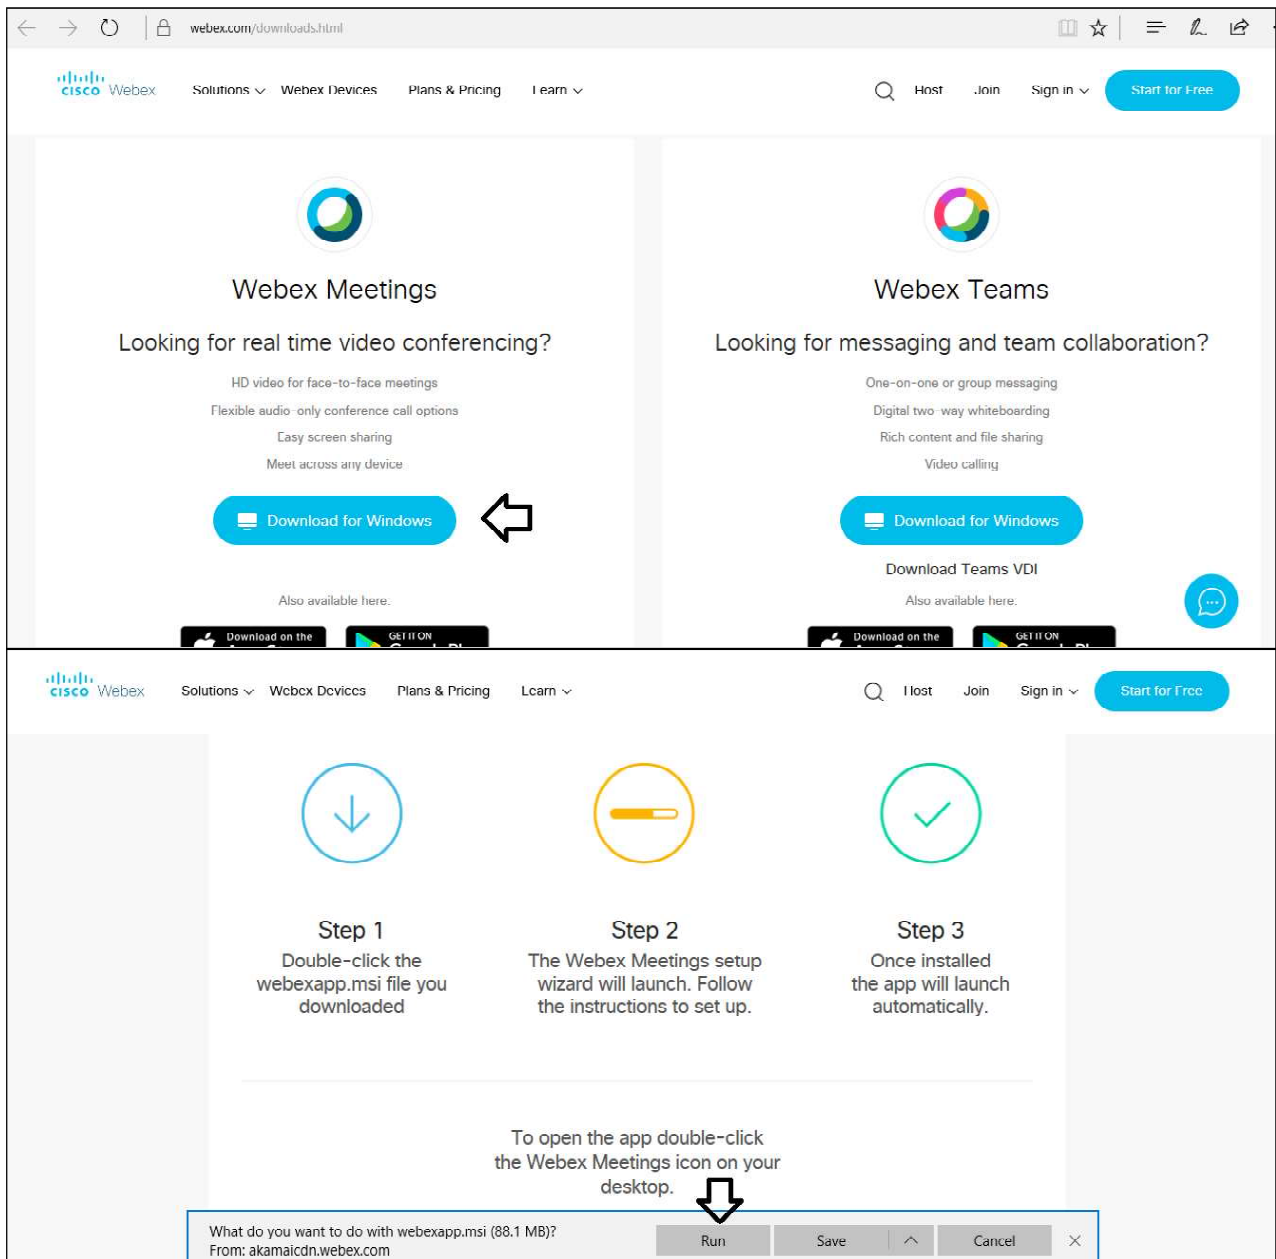 webex.com/downloads.html
cisco Webex Solutions Webex Devices Plans & Pricing Learn Host Join Sign in Start for Free
Webex Meetings
Looking for real time video conferencing?
HD video for face-to-face meetings
Flexible audio-only conference call options
Easy screen sharing
Meet across any device
Download for Windows
Also available here:
Download on the
GET IT ON
Webex Teams
Looking for messaging and team collaboration?
One-on-one or group messaging
Digital two-way whiteboarding
Rich content and file sharing
Video calling
Download for Windows
Download Teams VDI
Also available here:
Download on the
GET IT ON
cisco Webex Solutions Webex Devices Plans & Pricing Learn Host Join Sign in Start for Free
Step 1
Double-click the
webexapp.msi file you
downloaded
Step 2
The Webex Meetings setup
wizard will launch. Follow
the instructions to set up.
Step 3
Once installed
the app will launch
automatically.
To open the app double-click
the Webex Meetings icon on your
desktop.
What do you want to do with webexapp.msi (88.1 MB)?
From: akamaicdn.webex.com
Run Save Cancel